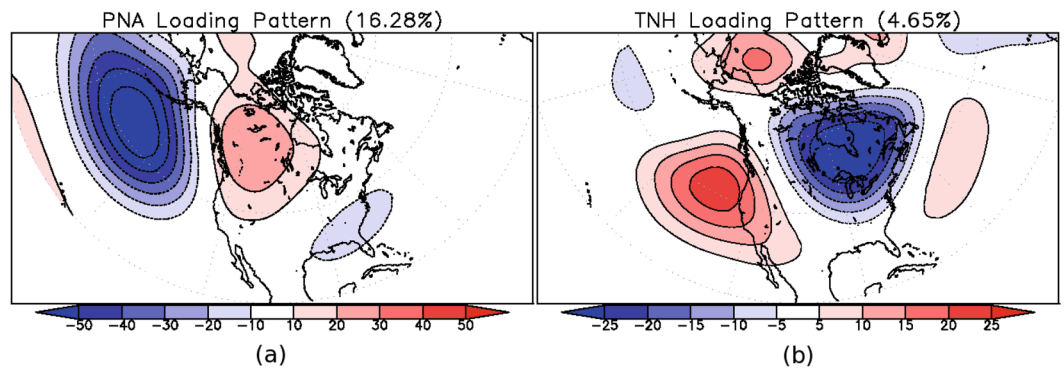 PNA Loading Pattern (16.28%)
TNH Loading Pattern (4.65%)
-50 -40 -30 -20 -10 10 20 30 40 50
-25 -20 -15 -10 -5 5 10 15 20 25
(a)
(b)